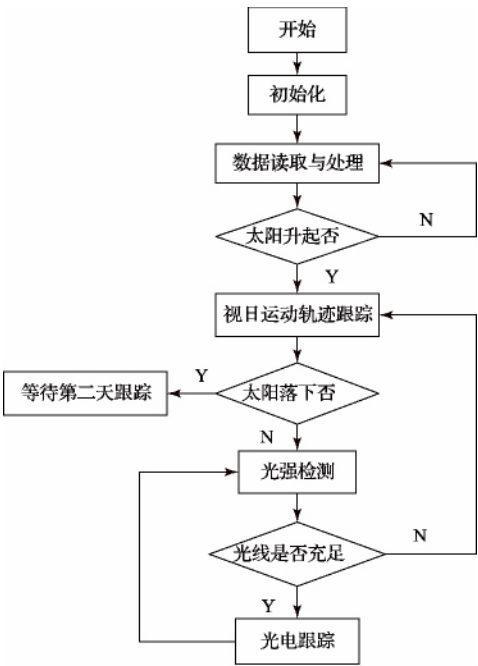 开始
初始化
数据读取与处理
太阳升起否
N
Y
视日运动轨迹跟踪
Y
等待第二天跟踪
太阳落下否
N
光强检测
光线是否充足
N
Y
光电跟踪